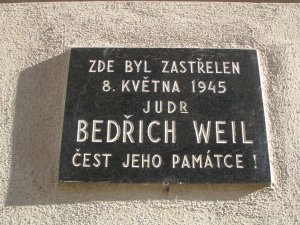 ZDE BYL ZASTŘELEN
8. KVĚTNA 1945
JUDR
BEDŘICH WEIL
ČEST JEHO PAMÁTCE !